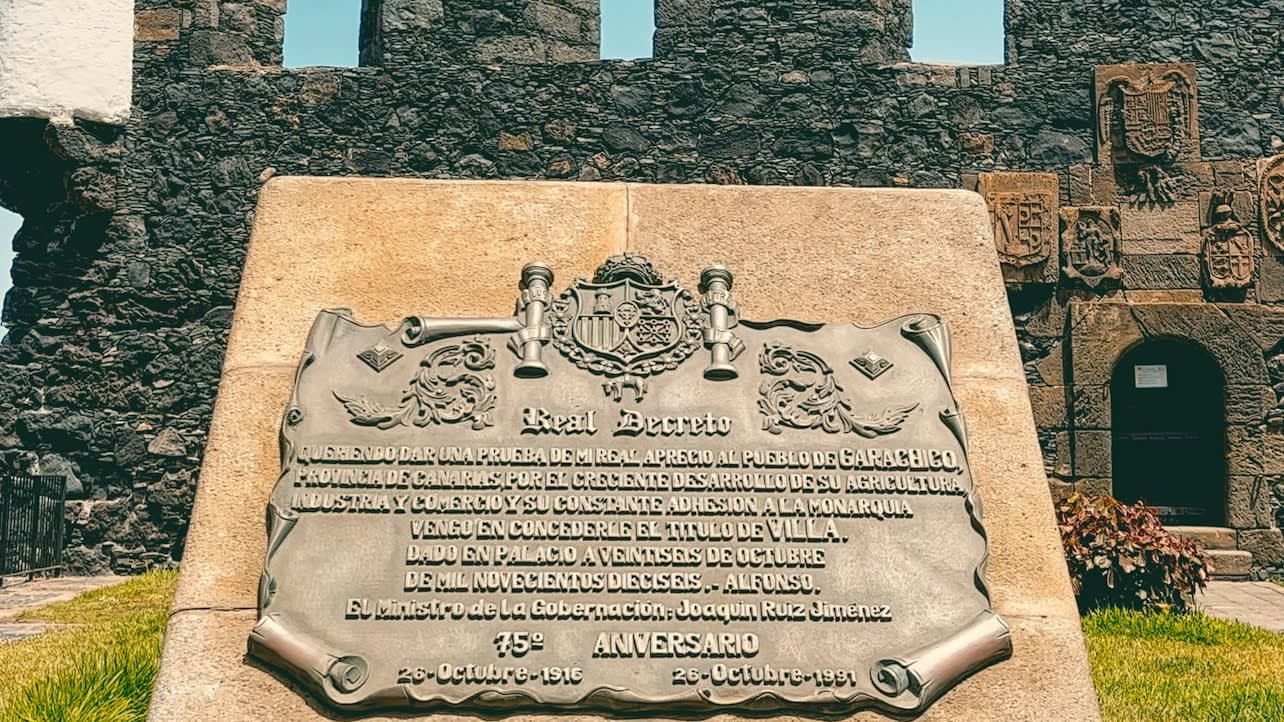 Real Decreto
QUERIENDO DAR UNA PRUEBA DE MI REAL APRECIO AL PUEBLO DE GARACHICO,
PROVINCIA DE CANARIAS, POR EL CRECIENTE DESARROLLO DE SU AGRICULTURA,
INDUSTRIA Y COMERCIO Y SU CONSTANTE ADHESION A LA MONARQUIA
VENGO EN CONCEDERLE EL TITULO DE VILLA.
DADO EN PALACIO A VEINTISEIS DE OCTUBRE
DE MIL NOVECIENTOS DIECISEIS.- ALFONSO.
El Ministro de la Gobernación: Joaquin Ruiz Jiménez
75º ANIVERSARIO
26-Octubre-1916 26-Octubre-1991